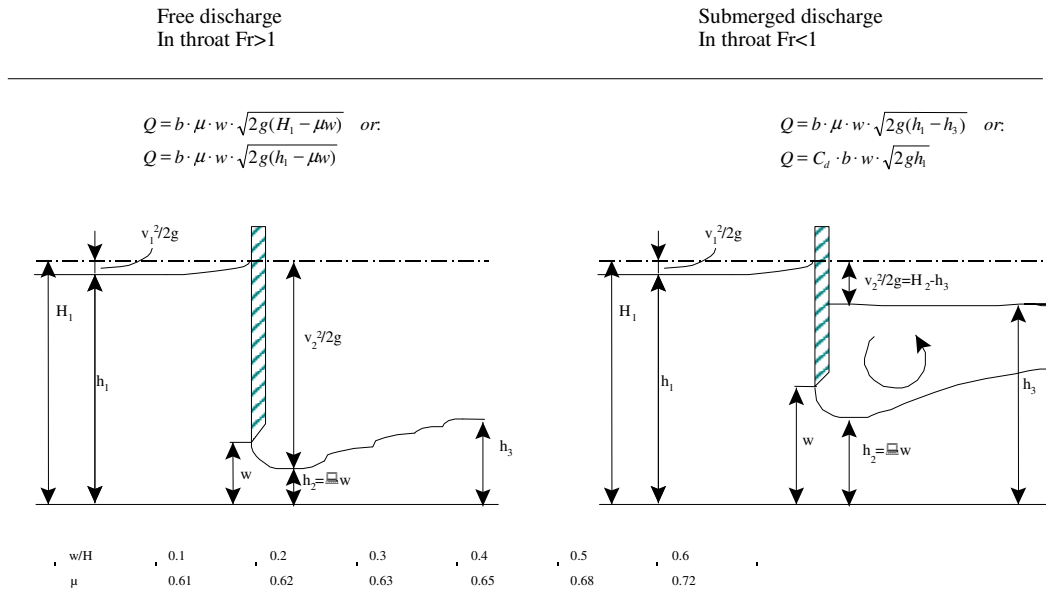 Free discharge
In throat Fr>1
Submerged discharge
In throat Fr<1
Q = b · μ · w · √2g(H₁ − μw) or:
Q = b · μ · w · √2g(h₁ − μw)
Q = b · μ · w · √2g(h₁ − h₃) or:
Q = C_d · b · w · √2gh₁
v₁²/2g
H₁
h₁
v₂²/2g
w
h₂=w
h₃
v₁²/2g
v₂²/2g=H₂-h₃
H₁
h₁
h₃
w
h₂=w
w/H 0.1 0.2 0.3 0.4 0.5 0.6
μ 0.61 0.62 0.63 0.65 0.68 0.72